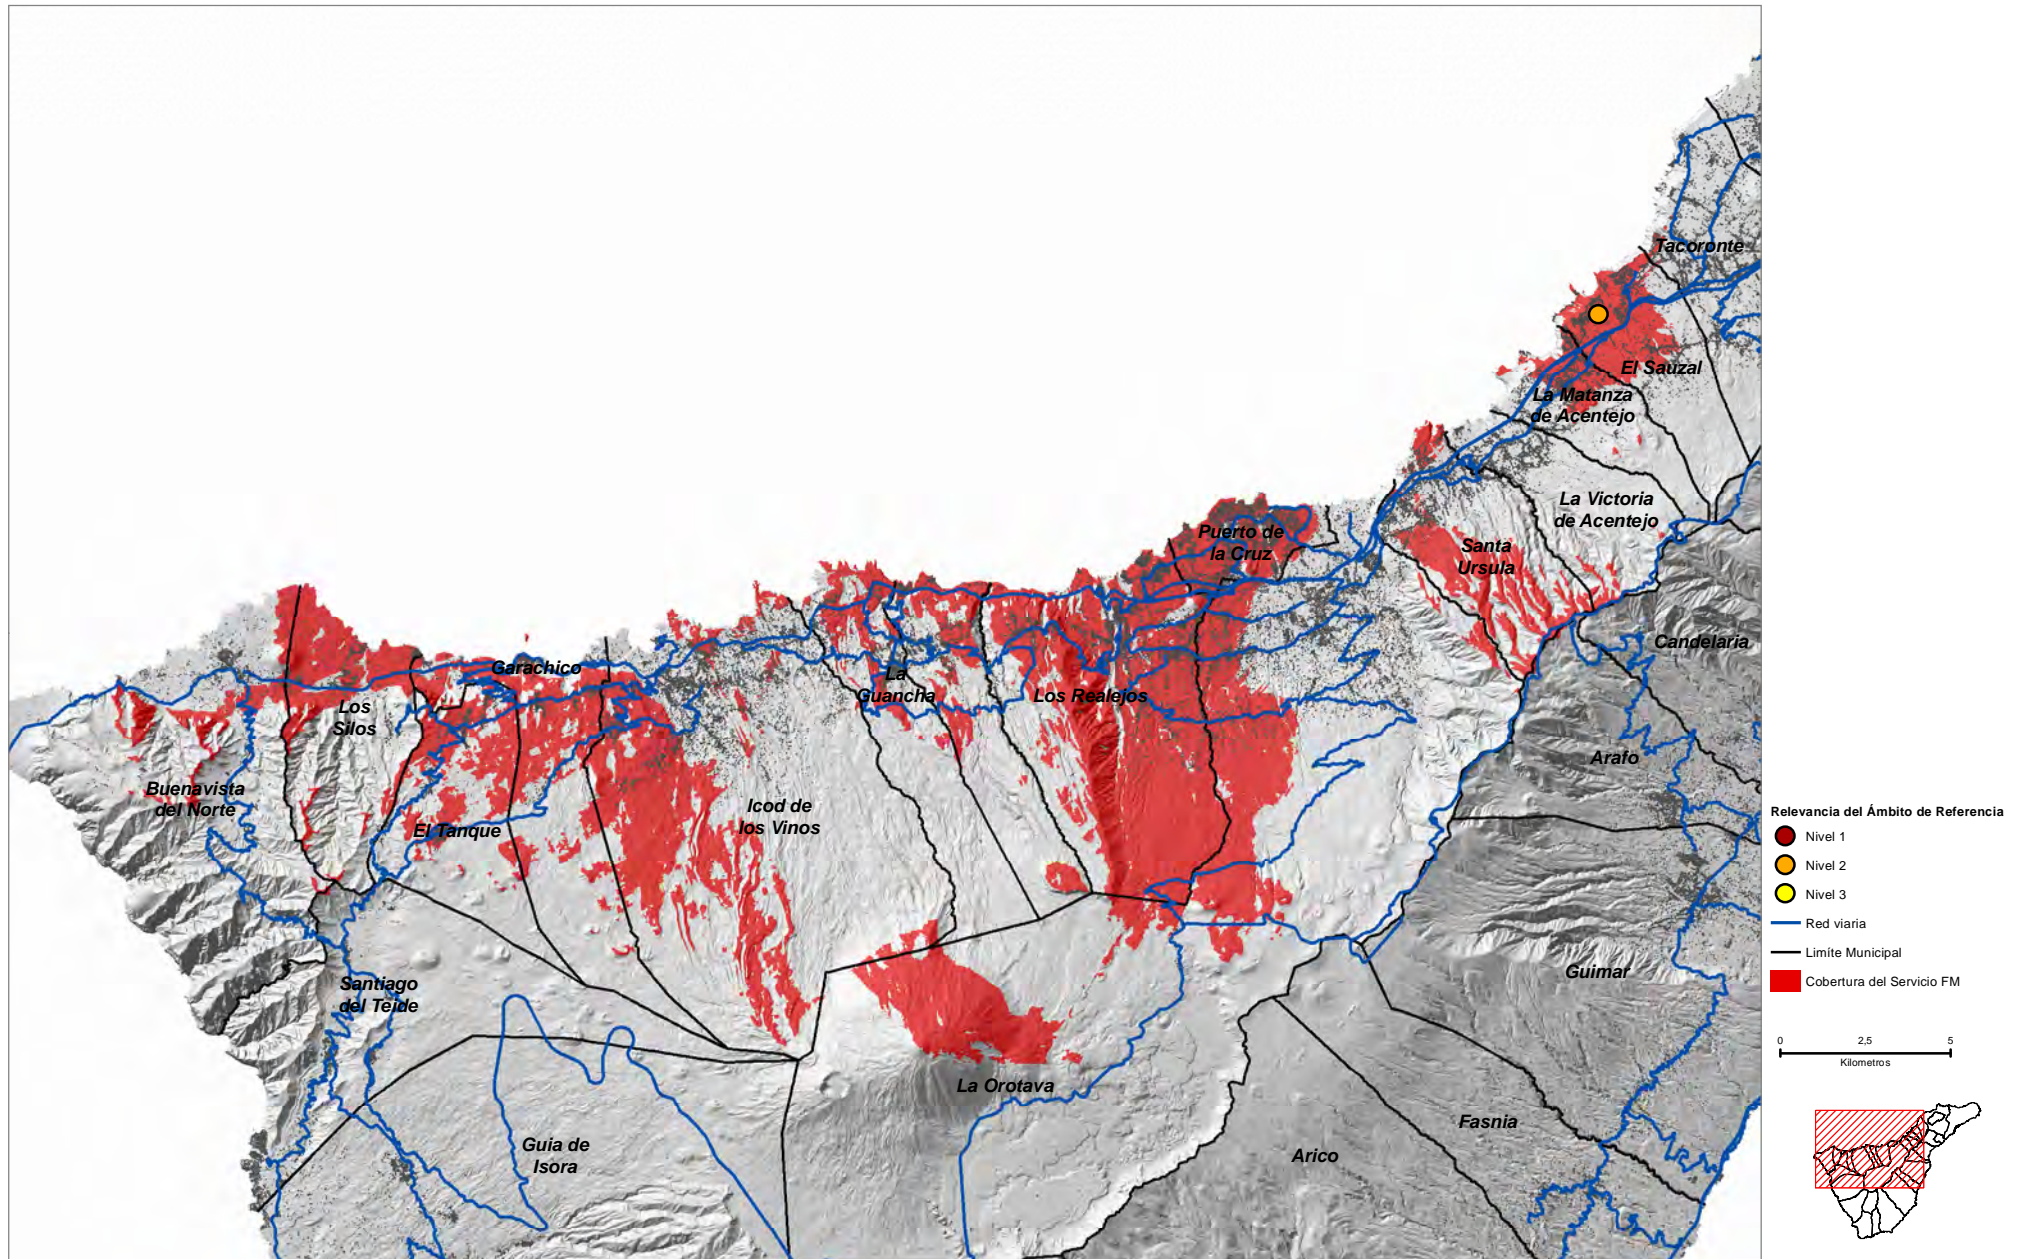 Tacoronte
El Sauzal
La Matanza
de Acentejo
La Victoria
de Acentejo
Puerto de
la Cruz
Santa
Ursula
Candelaria
Garachico
La
Guancha
Los Realejos
Los
Silos
Arafo
Buenavista
del Norte
Icod de
los Vinos
El Tanque
Guimar
Santiago
del Teide
La Orotava
Fasnia
Guia de
Isora
Arico
Relevancia del Ámbito de Referencia
Nivel 1
Nivel 2
Nivel 3
Red viaria
Limíte Municipal
Cobertura del Servicio FM
0 2,5 5
Kilometros